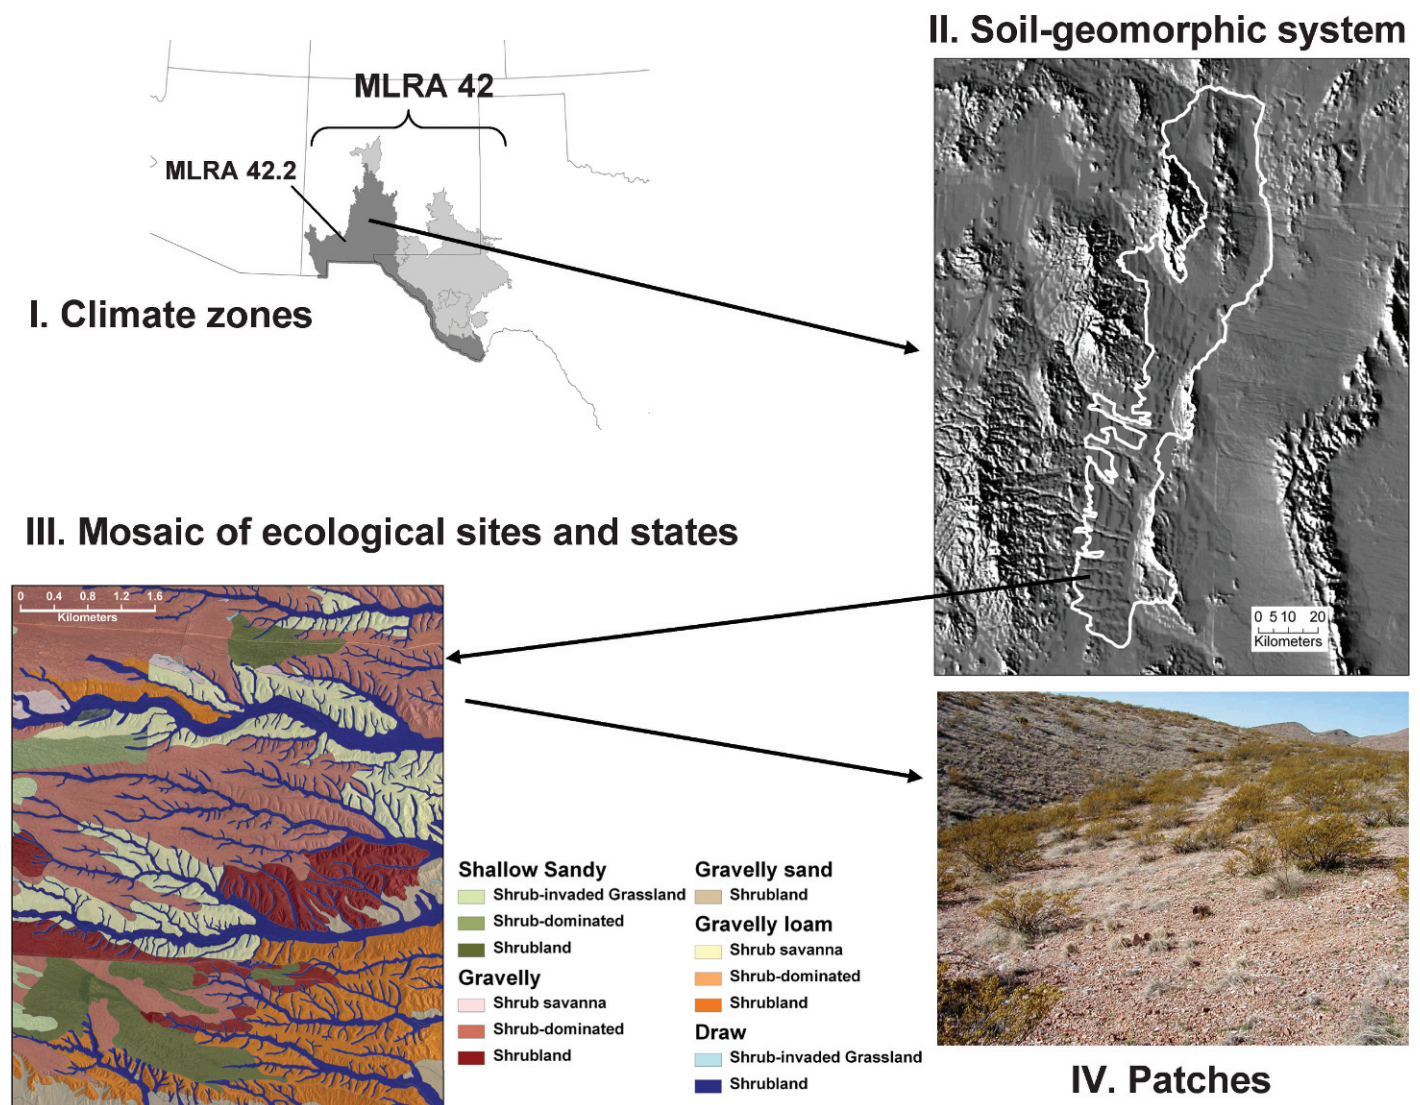 MLRA 42
MLRA 42.2
I. Climate zones
II. Soil-geomorphic system
0 5 10 20
Kilometers
III. Mosaic of ecological sites and states
0 0.4 0.8 1.2 1.6
Kilometers
Shallow Sandy
Shrub-invaded Grassland
Shrub-dominated
Shrubland
Gravelly
Shrub savanna
Shrub-dominated
Shrubland
Gravelly sand
Shrubland
Gravelly loam
Shrub savanna
Shrub-dominated
Shrubland
Draw
Shrub-invaded Grassland
Shrubland
IV. Patches